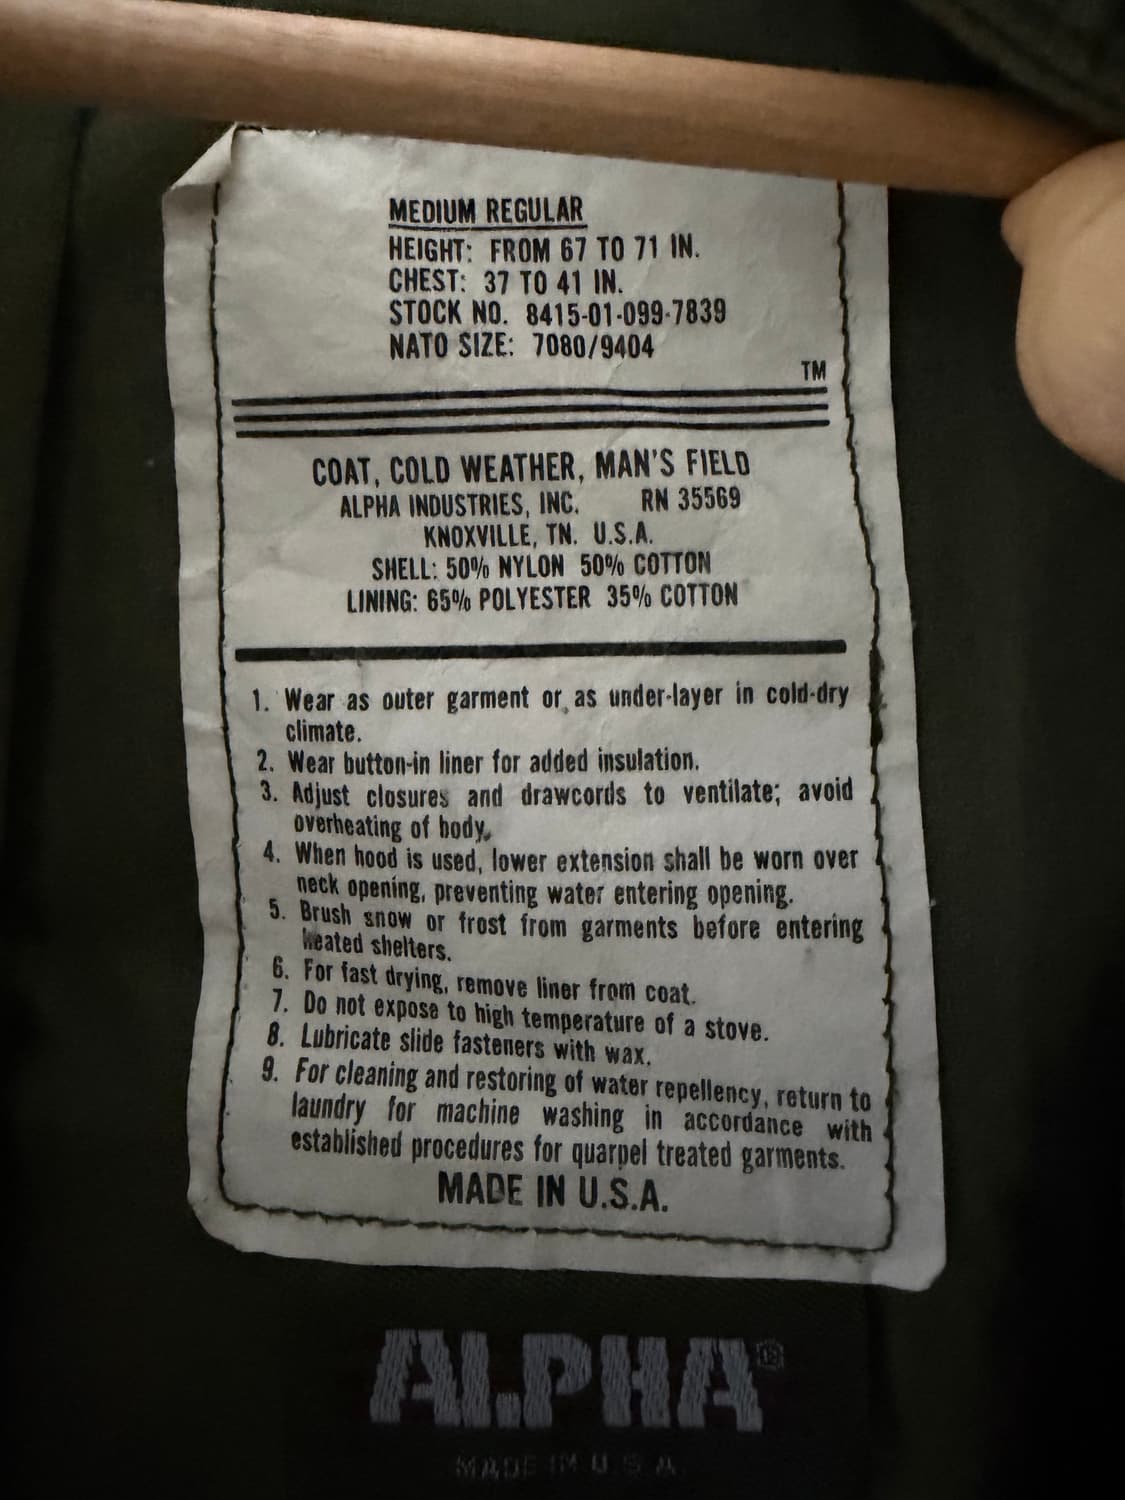 MEDIUM REGULAR
HEIGHT: FROM 67 TO 71 IN.
CHEST: 37 TO 41 IN.
STOCK NO. 8415-01-099-7839
NATO SIZE: 7080/9404
TM
COAT, COLD WEATHER, MAN'S FIELD
ALPHA INDUSTRIES, INC. RN 35569
KNOXVILLE, TN. U.S.A.
SHELL: 50% NYLON 50% COTTON
LINING: 65% POLYESTER 35% COTTON
1. Wear as outer garment or as under-layer in cold-dry
climate.
2. Wear button-in liner for added insulation.
3. Adjust closures and drawcords to ventilate; avoid
overheating of body.
4. When hood is used, lower extension shall be worn over
neck opening, preventing water entering opening.
5. Brush snow or frost from garments before entering
heated shelters.
6. For fast drying, remove liner from coat.
7. Do not expose to high temperature of a stove.
8. Lubricate slide fasteners with wax.
9. For cleaning and restoring of water repellency, return to
laundry for machine washing in accordance with
established procedures for quarpel treated garments.
MADE IN U.S.A.
ALPHA®
MADE IN U.S.A.